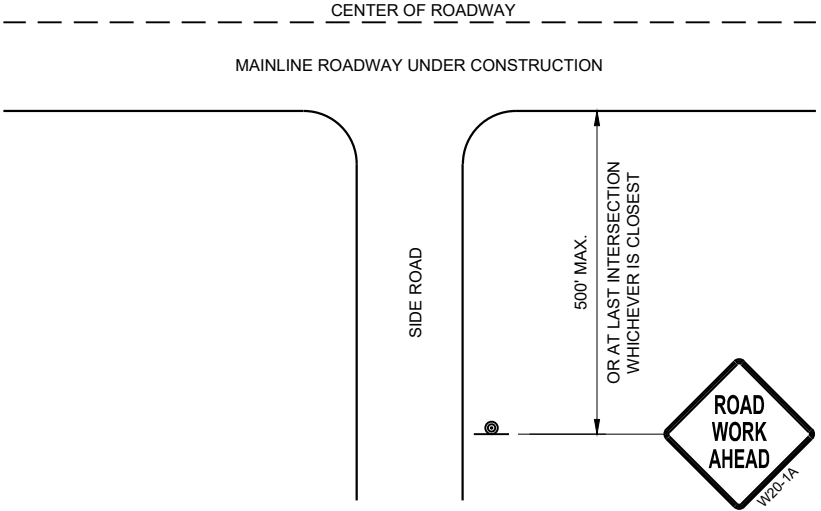 CENTER OF ROADWAY
MAINLINE ROADWAY UNDER CONSTRUCTION
SIDE ROAD
500' MAX.
OR AT LAST INTERSECTION
WHICHEVER IS CLOSEST
ROAD
WORK
AHEAD
W20-1A